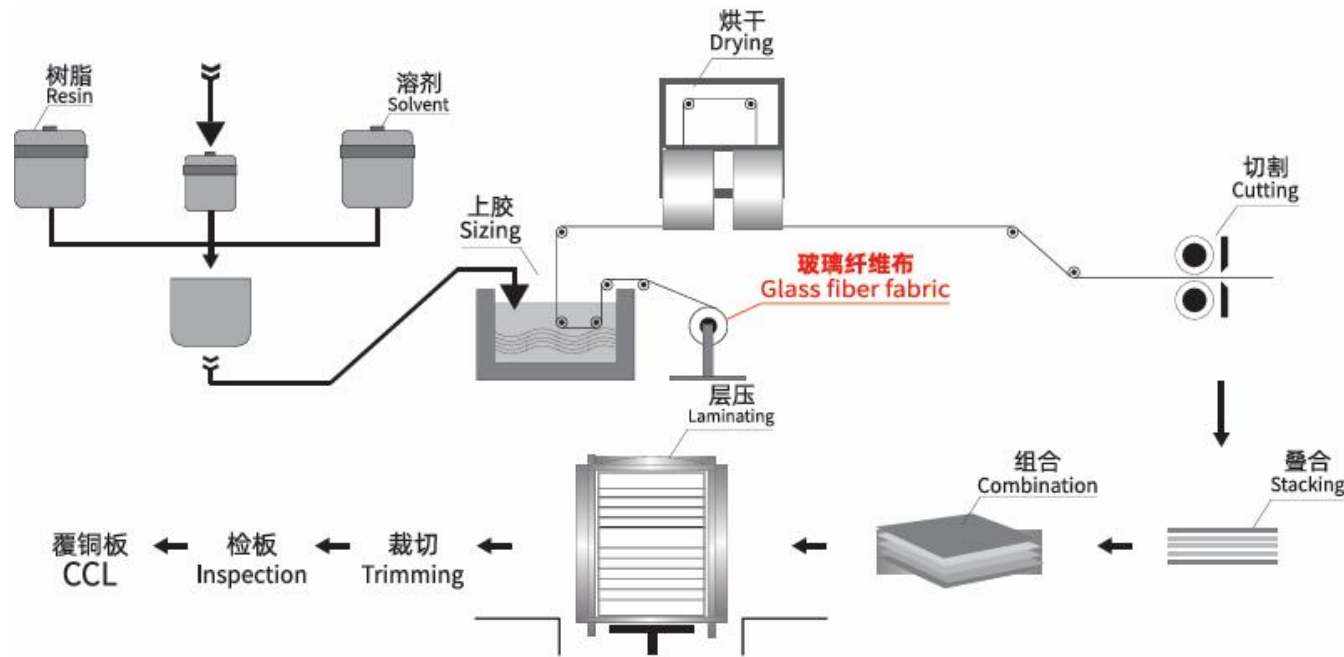 烘干
Drying
树脂
Resin
溶剂
Solvent
切割
Cutting
上胶
Sizing
玻璃纤维布
Glass fiber fabric
层压
Laminating
组合
Combination
叠合
Stacking
覆铜板
CCL
检板
Inspection
裁切
Trimming